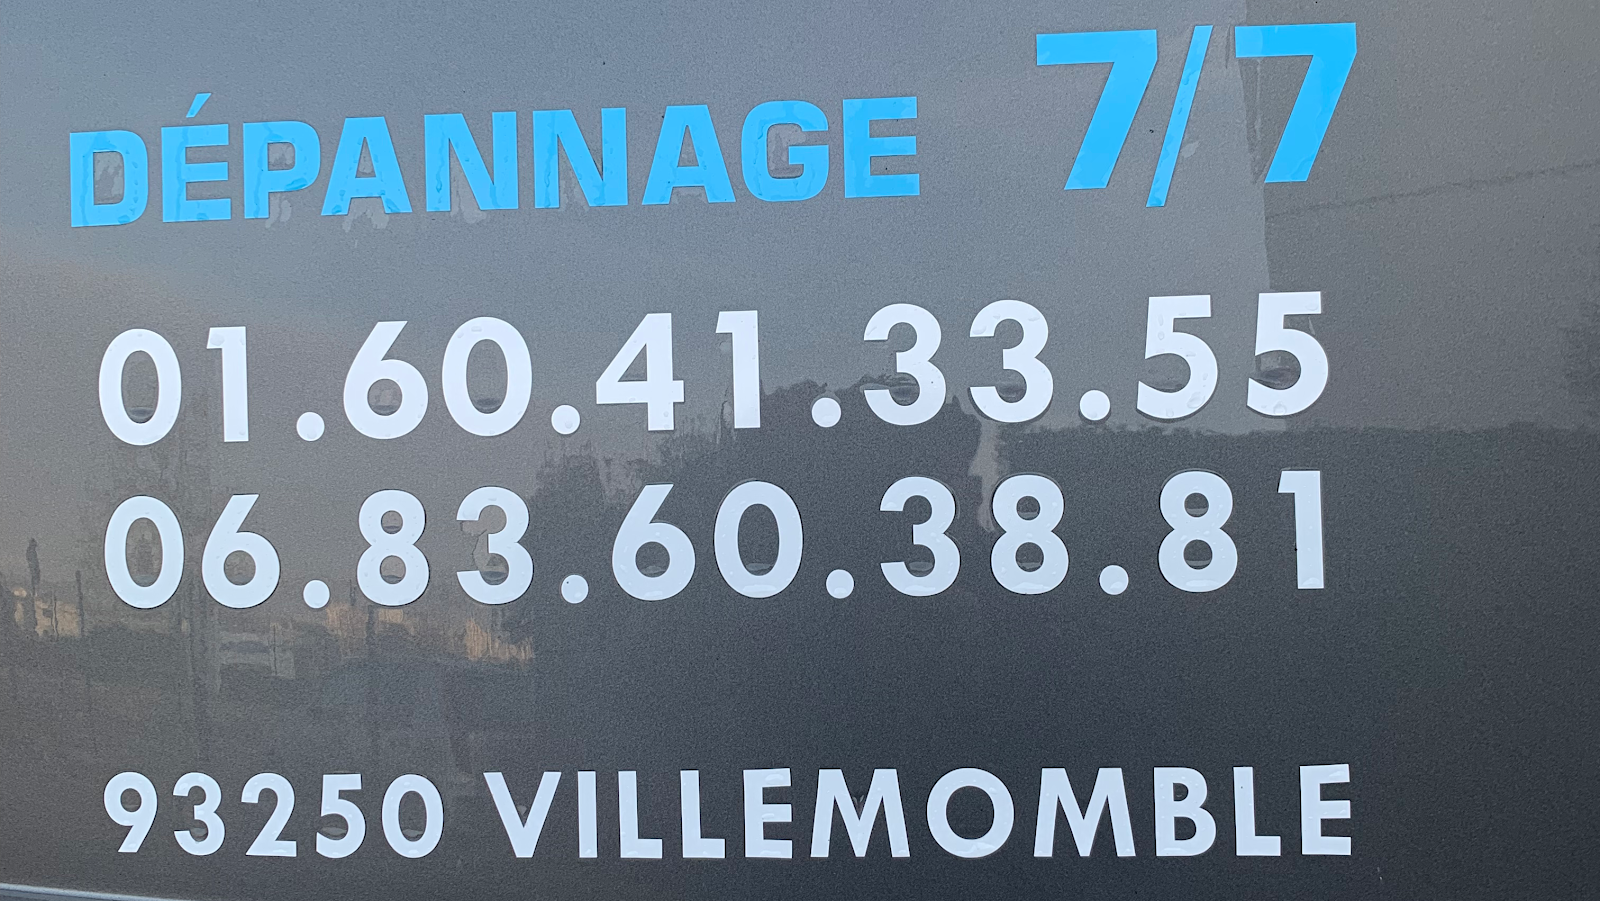 DÉPANNAGE 7/7
01.60.41.33.55
06.83.60.38.81
93250 VILLEMOMBLE